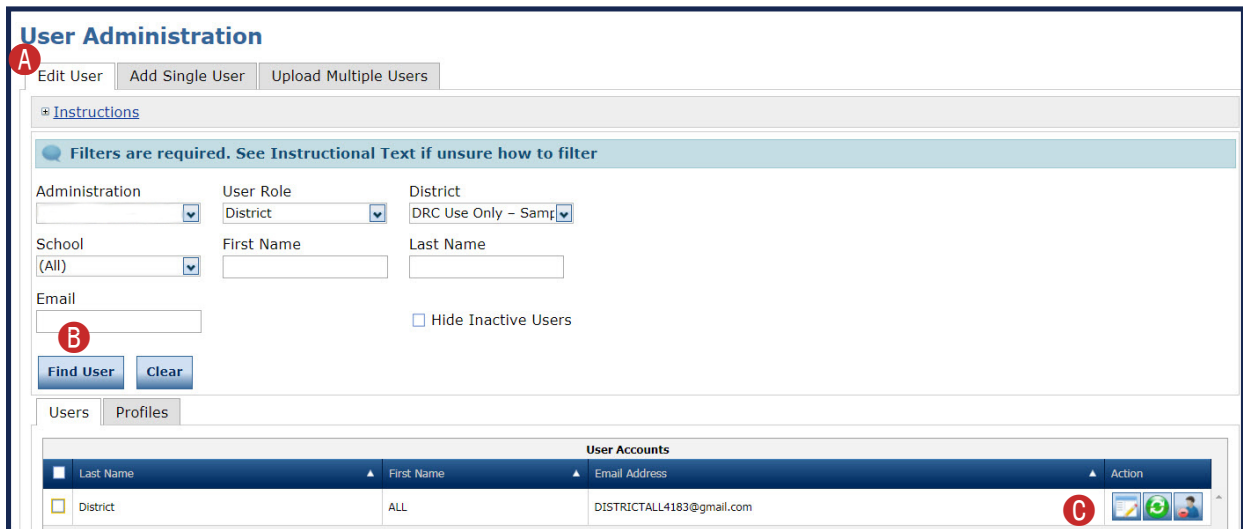 User Administration
A
Edit User Add Single User Upload Multiple Users
Instructions
Filters are required. See Instructional Text if unsure how to filter
Administration User Role District
District DRC Use Only – Samp
School First Name Last Name
(All)
Email
Hide Inactive Users
B
Find User Clear
Users Profiles
User Accounts
Last Name First Name Email Address Action
District ALL DISTRICTALL4183@gmail.com C